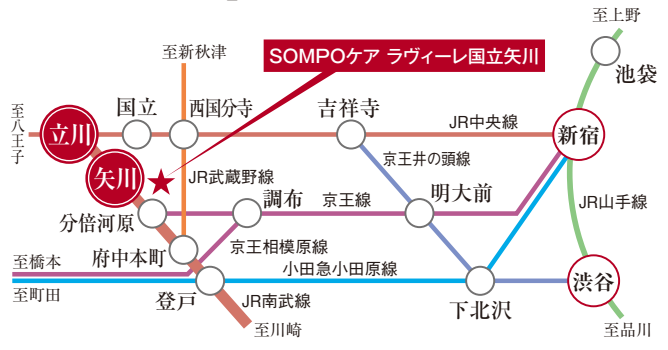 至上野
至新秋津
SOMPOケア ラヴィーレ国立矢川
池袋
至八王子
立川
国立
西国分寺
吉祥寺
JR中央線
新宿
京王井の頭線
矢川
JR武蔵野線
調布
京王線
明大前
JR山手線
分倍河原
府中本町
京王相模原線
至橋本
小田急小田原線
至町田
登戸
JR南武線
下北沢
渋谷
至川崎
至品川